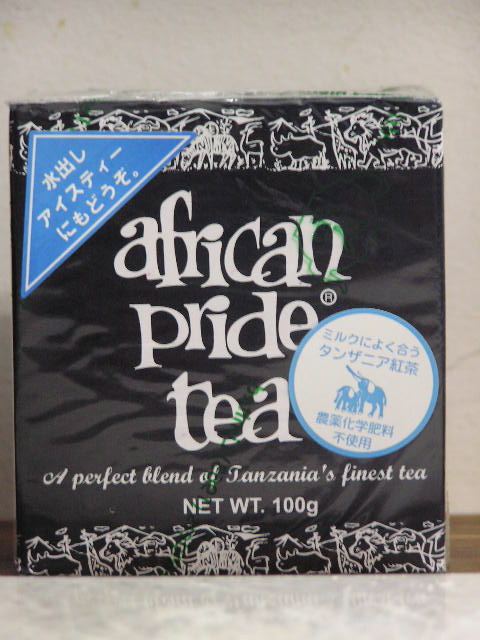 水出し
アイスティー
にもどうぞ。
african
pride®
tea
ミルクによく合う
タンザニア紅茶
農薬化学肥料
不使用
A perfect blend of Tanzania's finest tea
NET WT. 100g